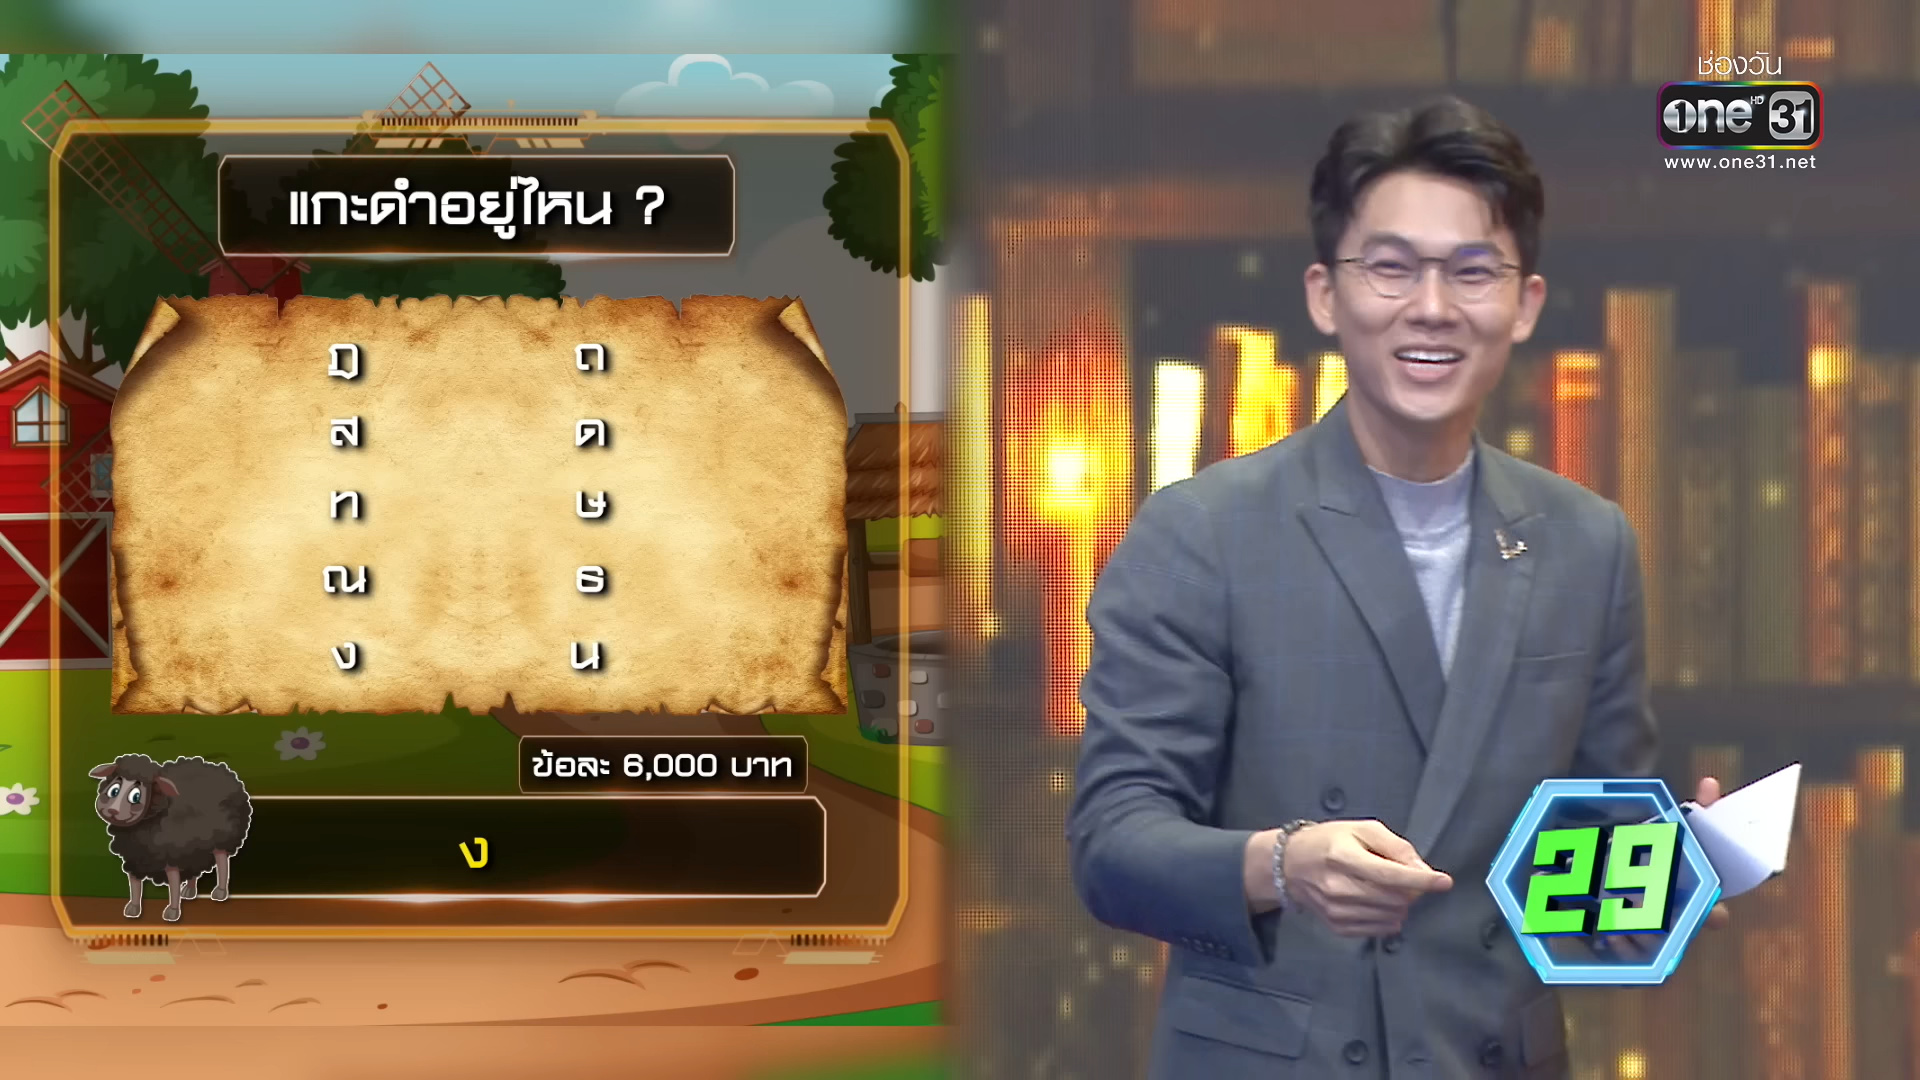 ช่องวัน
one HD 31
www.one31.net
แกะดำอยู่ไหน ?
ฎ ถ
ส ด
ท ษ
ณ ธ
ง น
ข้อละ 6,000 บาท
ง
29